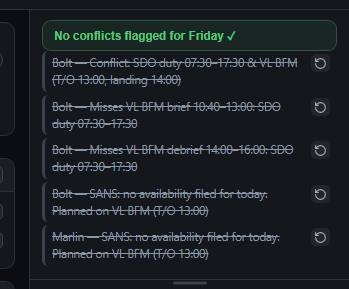 No conflicts flagged for Friday ✓
Bolt — Conflict: SDO duty 07:30–17:30 & VL BFM
(T/O 13:00, landing 14:00)
Bolt — Misses VL BFM brief 10:40–13:00: SDO
duty 07:30–17:30
Bolt — Misses VL BFM debrief 14:00–16:00: SDO
duty 07:30–17:30
Bolt — SANS: no availability filed for today.
Planned on VL BFM (T/O 13:00)
Marlin — SANS: no availability filed for today.
Planned on VL BFM (T/O 13:00)